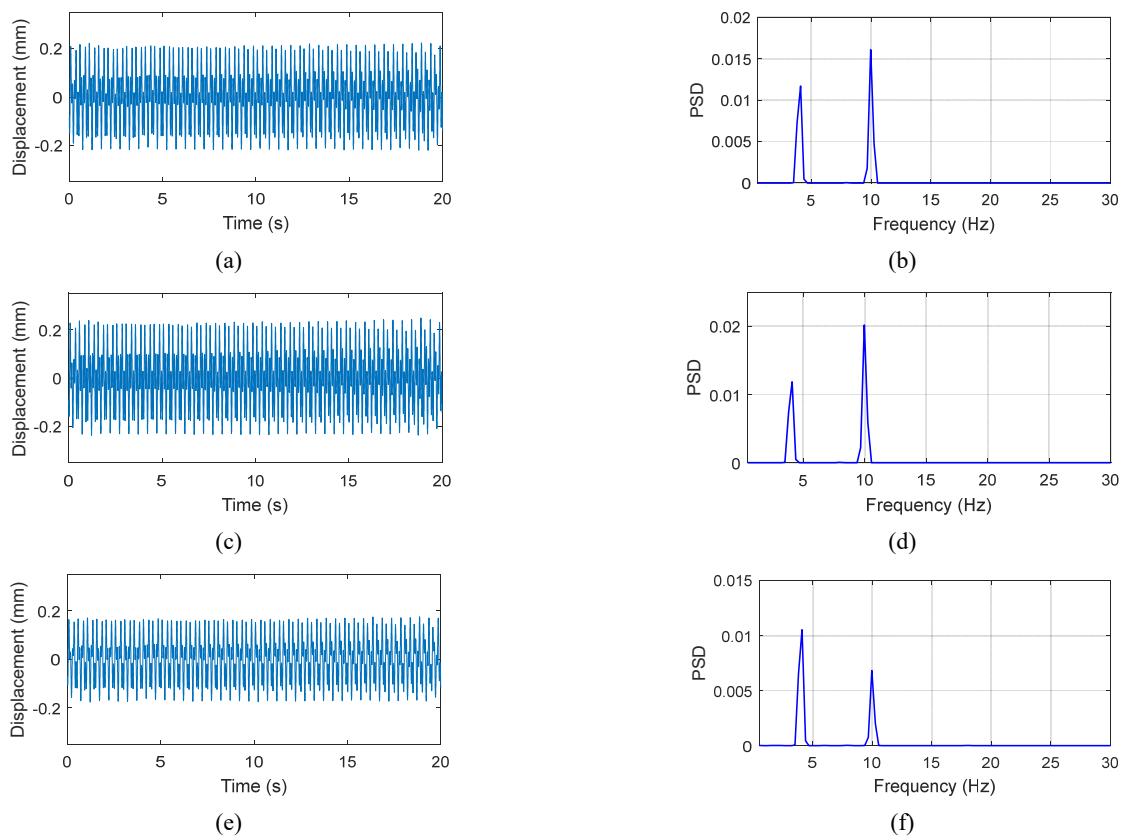 Displacement (mm)
0.2
0
-0.2
0 5 10 15 20
Time (s)
(a)
PSD
0.02
0.015
0.01
0.005
0
5 10 15 20 25 30
Frequency (Hz)
(b)
Displacement (mm)
0.2
0
-0.2
0 5 10 15 20
Time (s)
(c)
PSD
0.02
0.01
0
5 10 15 20 25 30
Frequency (Hz)
(d)
Displacement (mm)
0.2
0
-0.2
0 5 10 15 20
Time (s)
(e)
PSD
0.015
0.01
0.005
0
5 10 15 20 25 30
Frequency (Hz)
(f)